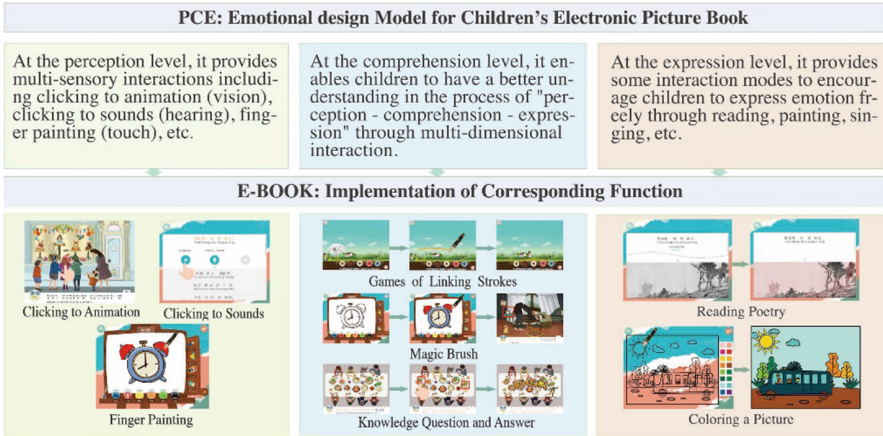 PCE: Emotional design Model for Children's Electronic Picture Book
At the perception level, it provides
multi-sensory interactions includi-
ng clicking to animation (vision),
clicking to sounds (hearing), fing-
er painting (touch), etc.
At the comprehension level, it en-
ables children to have a better un-
derstanding in the process of "per-
ception - comprehension - expres-
sion" through multi-dimensional
interaction.
At the expression level, it provides
some interaction modes to encour-
age children to express emotion fr-
eely through reading, painting, sin-
ging, etc.
E-BOOK: Implementation of Corresponding Function
Clicking to Animation
Clicking to Sounds
Finger Painting
Games of Linking Strokes
Magic Brush
Knowledge Question and Answer
Reading Poetry
Coloring a Picture